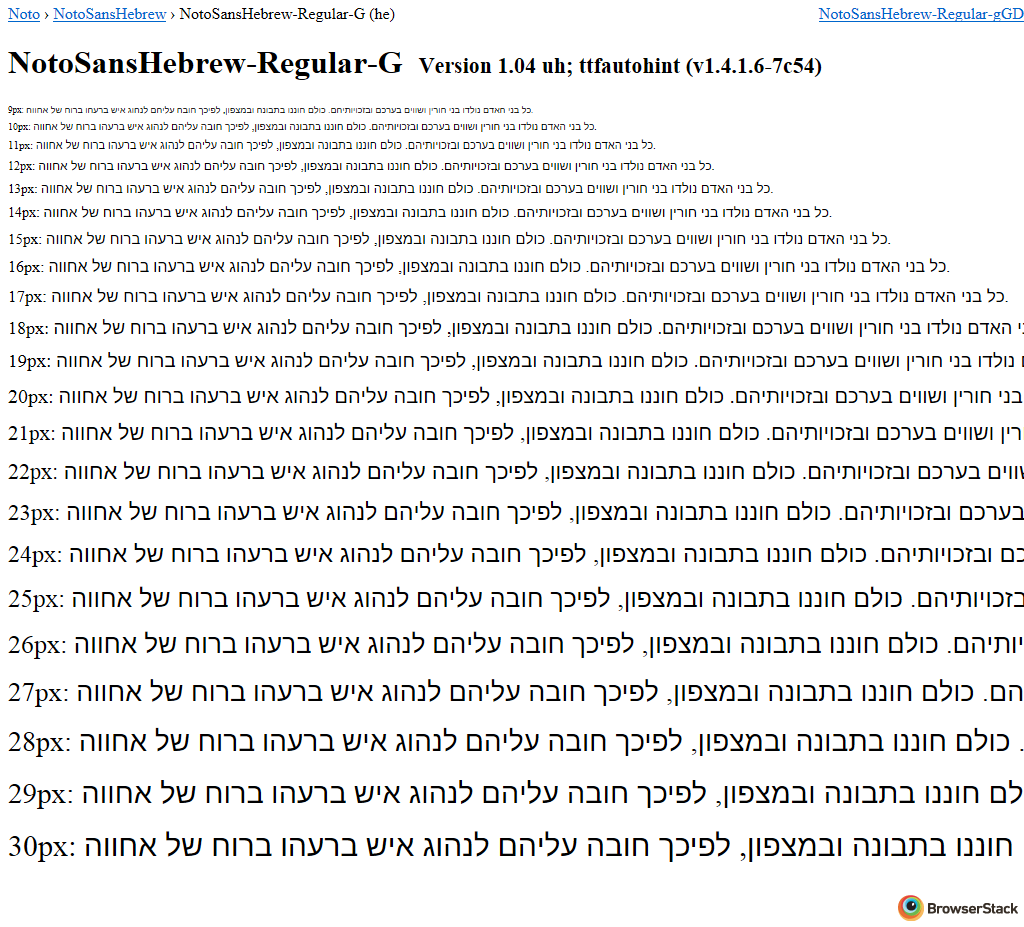 Noto › NotoSansHebrew › NotoSansHebrew-Regular-G (he) NotoSansHebrew-Regular-gGD
NotoSansHebrew-Regular-G Version 1.04 uh; ttfautohint (v1.4.1.6-7c54)
9px: כל בני האדם נולדו בני חורין ושווים בערכם ובזכויותיהם. כולם חוננו בתבונה ובמצפון, לפיכך חובה עליהם לנהוג איש ברעהו ברוח של אחווה.
10px: כל בני האדם נולדו בני חורין ושווים בערכם ובזכויותיהם. כולם חוננו בתבונה ובמצפון, לפיכך חובה עליהם לנהוג איש ברעהו ברוח של אחווה.
11px: כל בני האדם נולדו בני חורין ושווים בערכם ובזכויותיהם. כולם חוננו בתבונה ובמצפון, לפיכך חובה עליהם לנהוג איש ברעהו ברוח של אחווה.
12px: כל בני האדם נולדו בני חורין ושווים בערכם ובזכויותיהם. כולם חוננו בתבונה ובמצפון, לפיכך חובה עליהם לנהוג איש ברעהו ברוח של אחווה.
13px: כל בני האדם נולדו בני חורין ושווים בערכם ובזכויותיהם. כולם חוננו בתבונה ובמצפון, לפיכך חובה עליהם לנהוג איש ברעהו ברוח של אחווה.
14px: כל בני האדם נולדו בני חורין ושווים בערכם ובזכויותיהם. כולם חוננו בתבונה ובמצפון, לפיכך חובה עליהם לנהוג איש ברעהו ברוח של אחווה.
15px: כל בני האדם נולדו בני חורין ושווים בערכם ובזכויותיהם. כולם חוננו בתבונה ובמצפון, לפיכך חובה עליהם לנהוג איש ברעהו ברוח של אחווה.
16px: כל בני האדם נולדו בני חורין ושווים בערכם ובזכויותיהם. כולם חוננו בתבונה ובמצפון, לפיכך חובה עליהם לנהוג איש ברעהו ברוח של אחווה.
17px: כל בני האדם נולדו בני חורין ושווים בערכם ובזכויותיהם. כולם חוננו בתבונה ובמצפון, לפיכך חובה עליהם לנהוג איש ברעהו ברוח של אחווה.
18px: האדם נולדו בני חורין ושווים בערכם ובזכויותיהם. כולם חוננו בתבונה ובמצפון, לפיכך חובה עליהם לנהוג איש ברעהו ברוח של אחווה
19px: נולדו בני חורין ושווים בערכם ובזכויותיהם. כולם חוננו בתבונה ובמצפון, לפיכך חובה עליהם לנהוג איש ברעהו ברוח של אחווה
20px: בני חורין ושווים בערכם ובזכויותיהם. כולם חוננו בתבונה ובמצפון, לפיכך חובה עליהם לנהוג איש ברעהו ברוח של אחווה
21px: רין ושווים בערכם ובזכויותיהם. כולם חוננו בתבונה ובמצפון, לפיכך חובה עליהם לנהוג איש ברעהו ברוח של אחווה
22px: שווים בערכם ובזכויותיהם. כולם חוננו בתבונה ובמצפון, לפיכך חובה עליהם לנהוג איש ברעהו ברוח של אחווה
23px: בערכם ובזכויותיהם. כולם חוננו בתבונה ובמצפון, לפיכך חובה עליהם לנהוג איש ברעהו ברוח של אחווה
24px: כם ובזכויותיהם. כולם חוננו בתבונה ובמצפון, לפיכך חובה עליהם לנהוג איש ברעהו ברוח של אחווה
25px: בזכויותיהם. כולם חוננו בתבונה ובמצפון, לפיכך חובה עליהם לנהוג איש ברעהו ברוח של אחווה
26px: יותיהם. כולם חוננו בתבונה ובמצפון, לפיכך חובה עליהם לנהוג איש ברעהו ברוח של אחווה
27px: הם. כולם חוננו בתבונה ובמצפון, לפיכך חובה עליהם לנהוג איש ברעהו ברוח של אחווה
28px: . כולם חוננו בתבונה ובמצפון, לפיכך חובה עליהם לנהוג איש ברעהו ברוח של אחווה
29px: לם חוננו בתבונה ובמצפון, לפיכך חובה עליהם לנהוג איש ברעהו ברוח של אחווה
30px: חוננו בתבונה ובמצפון, לפיכך חובה עליהם לנהוג איש ברעהו ברוח של אחווה
BrowserStack